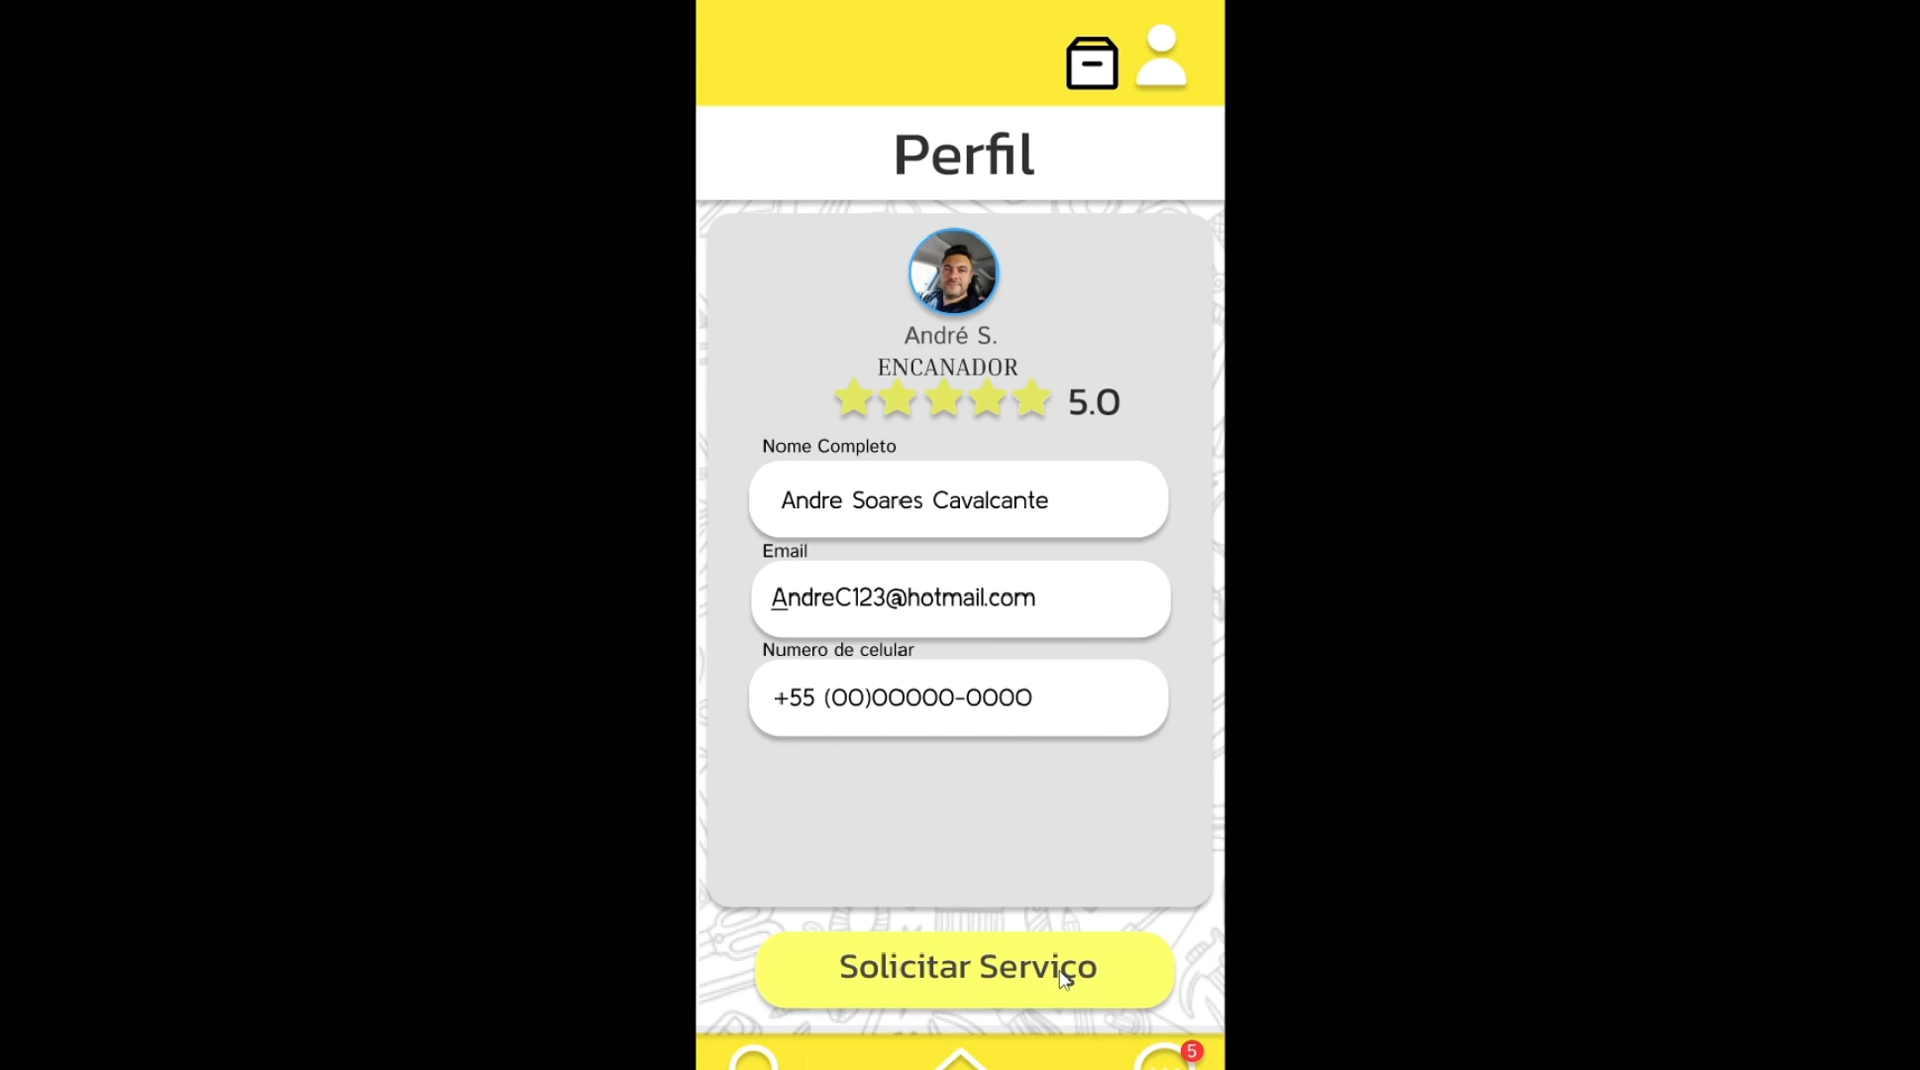 Perfil
André S.
ENCANADOR
5.0
Nome Completo
Andre Soares Cavalcante
Email
AndreC123@hotmail.com
Numero de celular
+55 (00)00000-0000
Solicitar Serviço
5